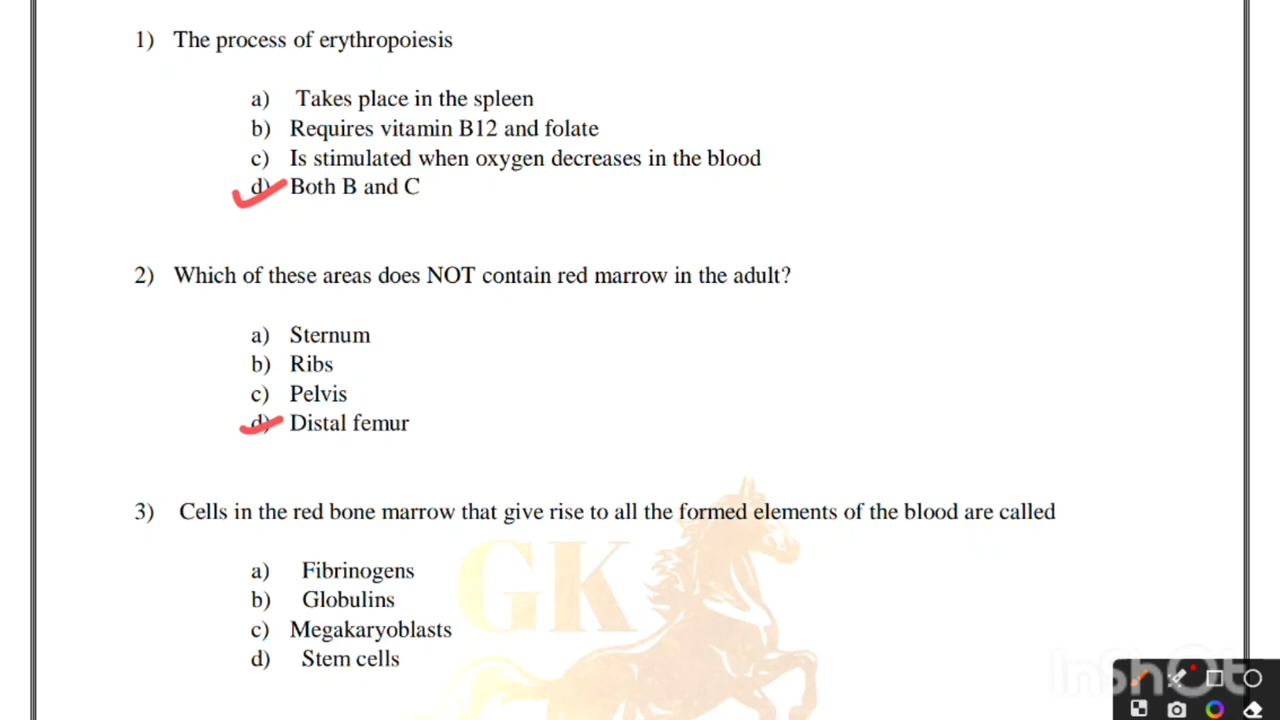 1) The process of erythropoiesis
a) Takes place in the spleen
b) Requires vitamin B12 and folate
c) Is stimulated when oxygen decreases in the blood
d) Both B and C
2) Which of these areas does NOT contain red marrow in the adult?
a) Sternum
b) Ribs
c) Pelvis
d) Distal femur
3) Cells in the red bone marrow that give rise to all the formed elements of the blood are called
GK
a) Fibrinogens
b) Globulins
c) Megakaryoblasts
d) Stem cells
InShOt